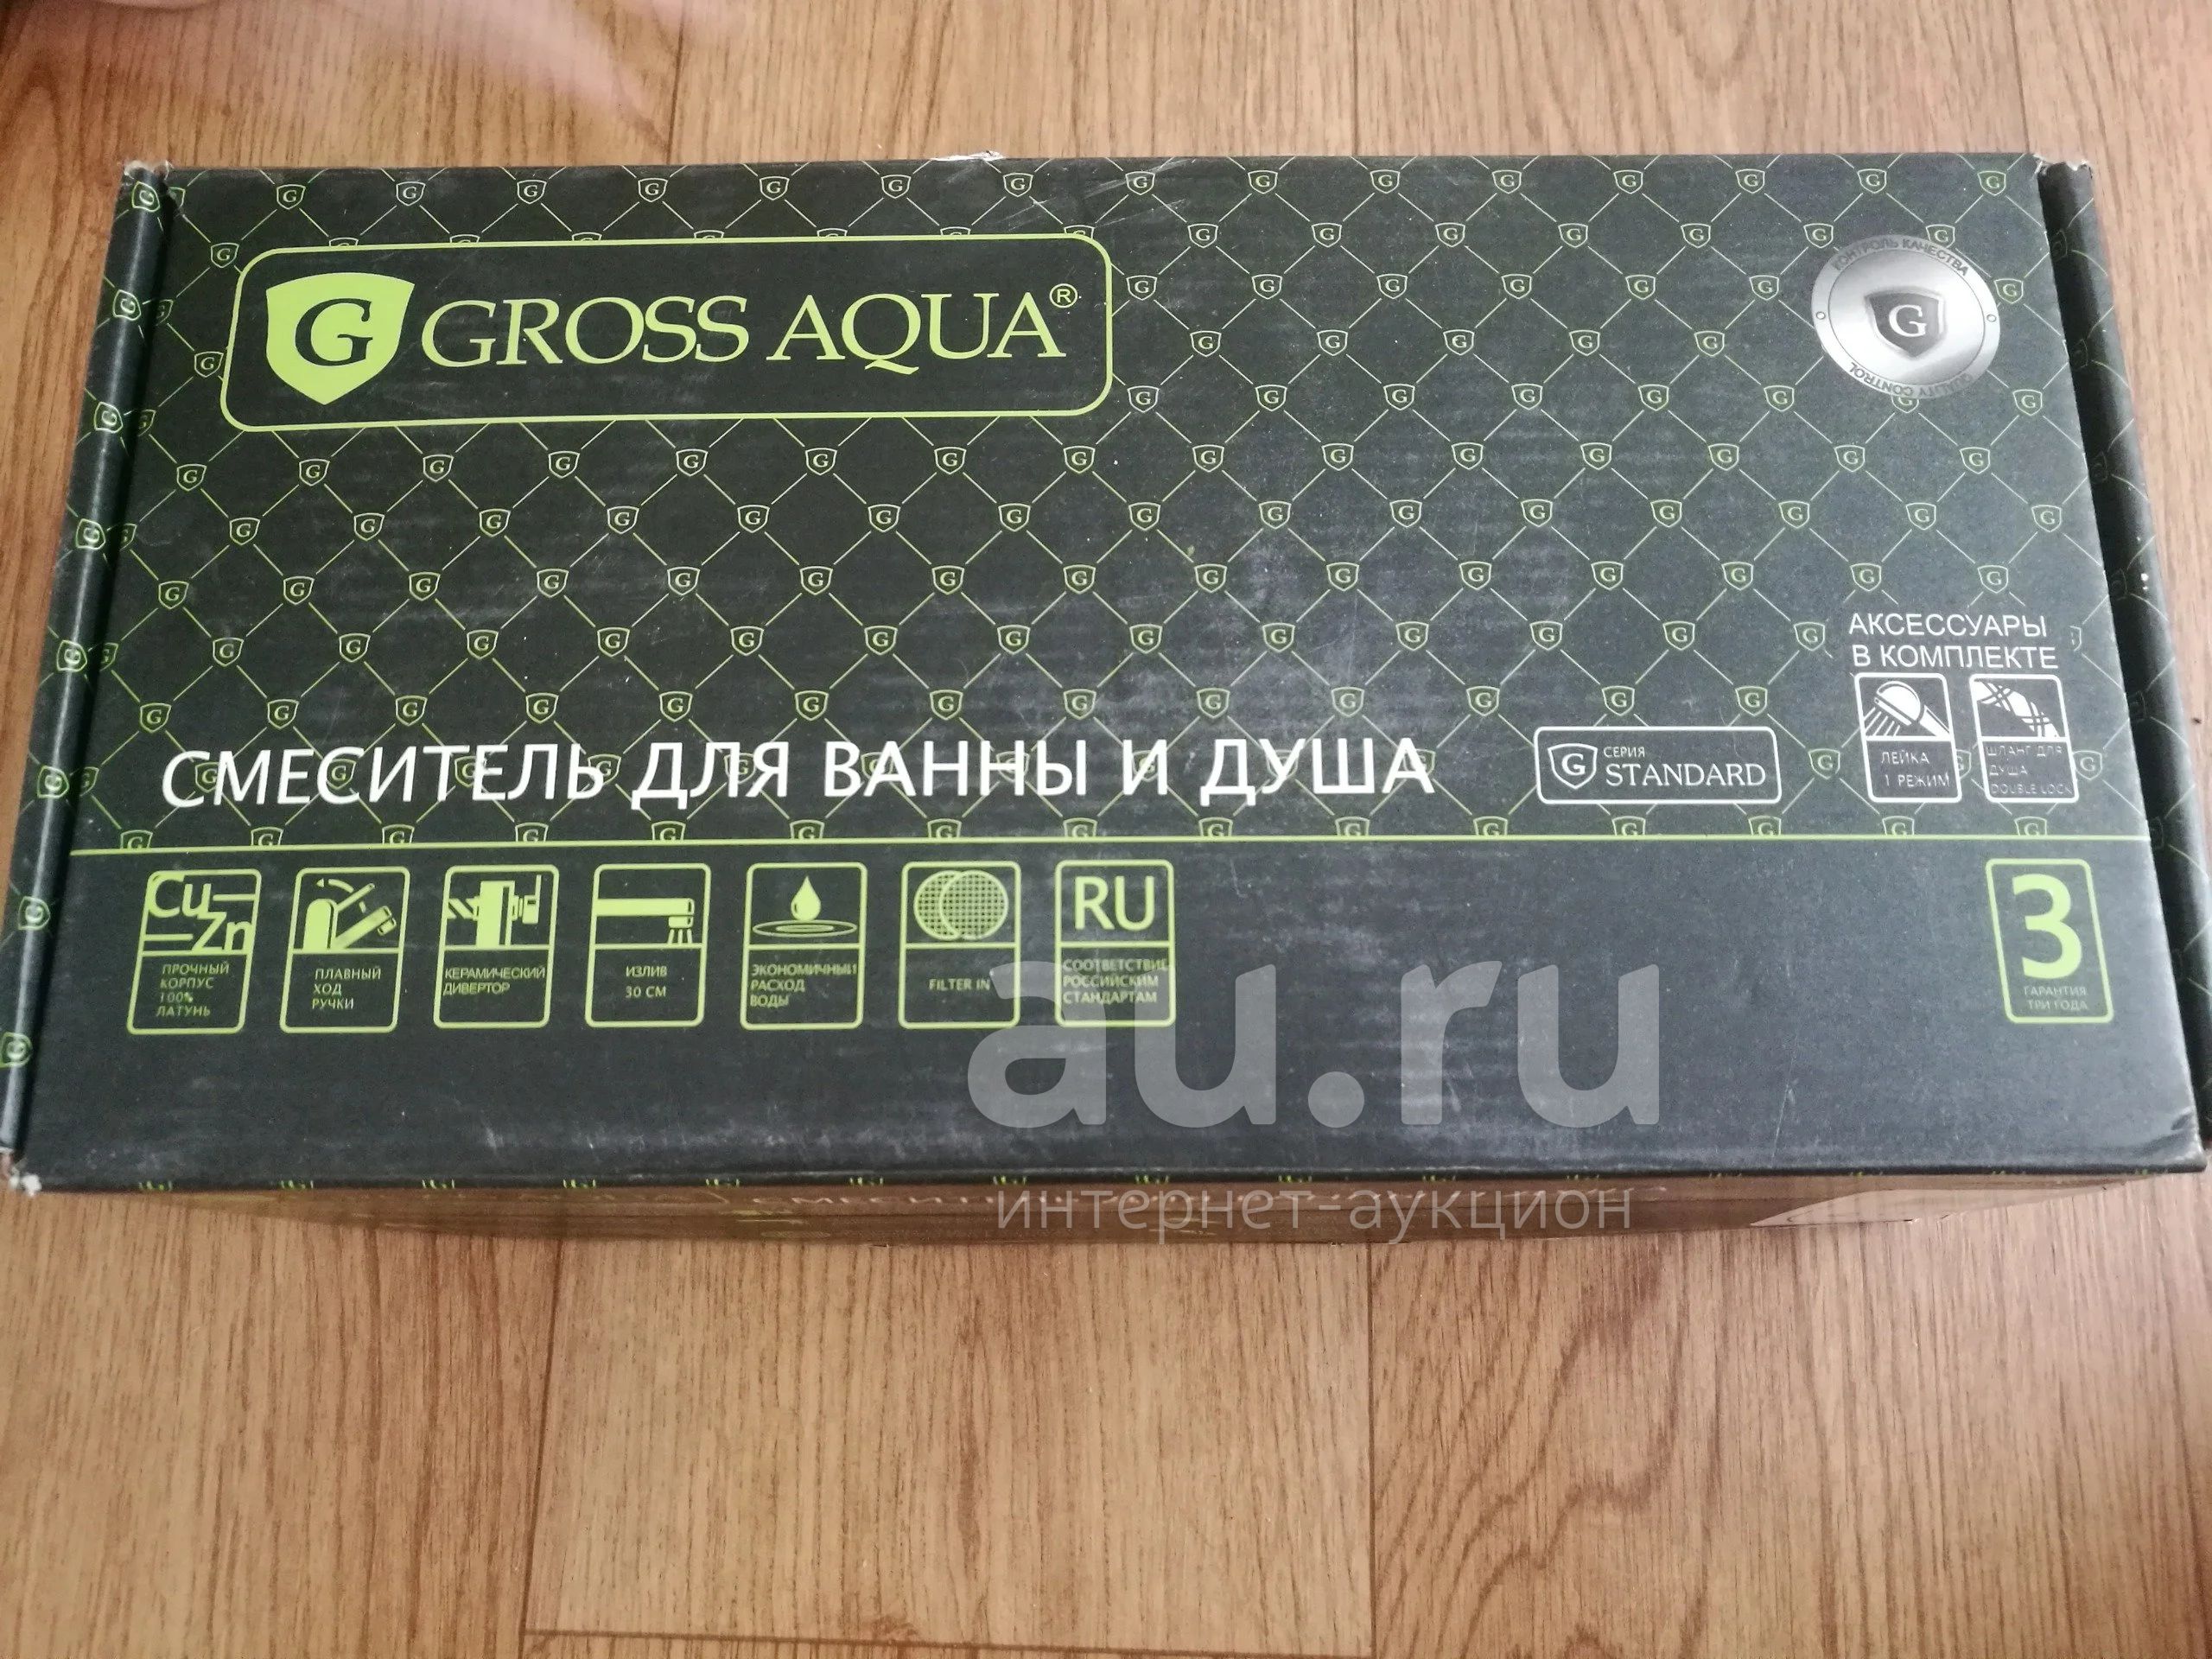 G GROSS AQUA®
КОНТРОЛЬ КАЧЕСТВА
G
QUALITY CONTROL
АКСЕССУАРЫ
В КОМПЛЕКТЕ
ЛЕЙКА
1 РЕЖИМ
ШЛАНГ ДЛЯ
ДУША
DOUBLE LOCK
СМЕСИТЕЛЬ ДЛЯ ВАННЫ И ДУША
G СЕРИЯ
STANDARD
Cu
Zn
ПРОЧНЫЙ
КОРПУС
100%
ЛАТУНЬ
ПЛАВНЫЙ
ХОД
РУЧКИ
КЕРАМИЧЕСКИЙ
ДИВЕРТОР
ИЗЛИВ
30 СМ
ЭКОНОМИЧНЫЙ
РАСХОД
ВОДЫ
FILTER IN
RU
СООТВЕТСТВИЕ
РОССИЙСКИМ
СТАНДАРТАМ
3
ГАРАНТИЯ
ТРИ ГОДА
au.ru
интернет-аукцион